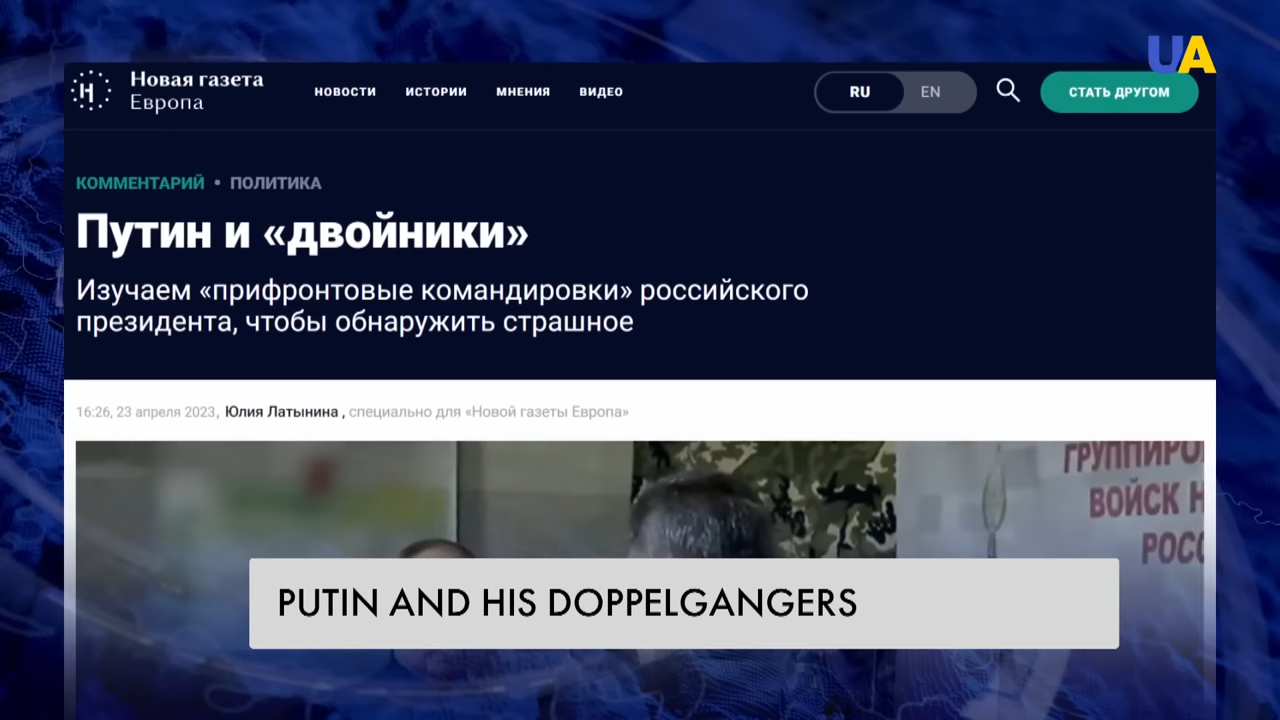 UA
Новая газета
Европа
НОВОСТИ ИСТОРИИ МНЕНИЯ ВИДЕО
RU EN
СТАТЬ ДРУГОМ
КОММЕНТАРИЙ • ПОЛИТИКА
Путин и «двойники»
Изучаем «прифронтовые командировки» российского
президента, чтобы обнаружить страшное
16:26, 23 апреля 2023, Юлия Латынина , специально для «Новой газеты Европа»
ВОЙСК
PUTIN AND HIS DOPPELGANGERS